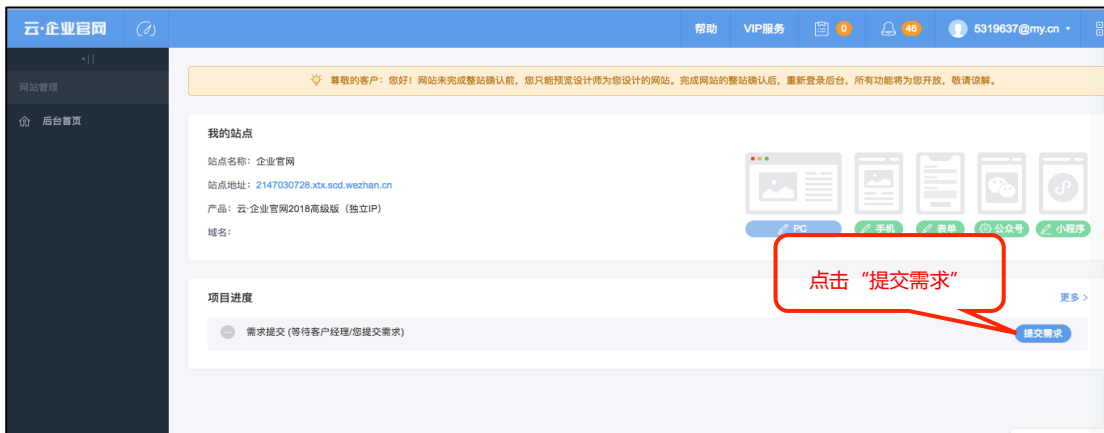 云·企业官网
帮助 VIP服务 0 46 5319637@my.cn
网站管理
尊敬的客户：您好！网站未完成整站确认前，您只能预览设计师为您设计的网站。完成网站的整站确认后，重新登录后台，所有功能将为您开放，敬请谅解。
后台首页
我的站点
站点名称：企业官网
站点地址：2147030728.xtx.scd.wezhan.cn
产品：云·企业官网2018高级版（独立IP）
域名：
PC 手机 表单 公众号 小程序
点击“提交需求”
项目进度
更多 >
需求提交 (等待客户经理/您提交需求)
提交需求